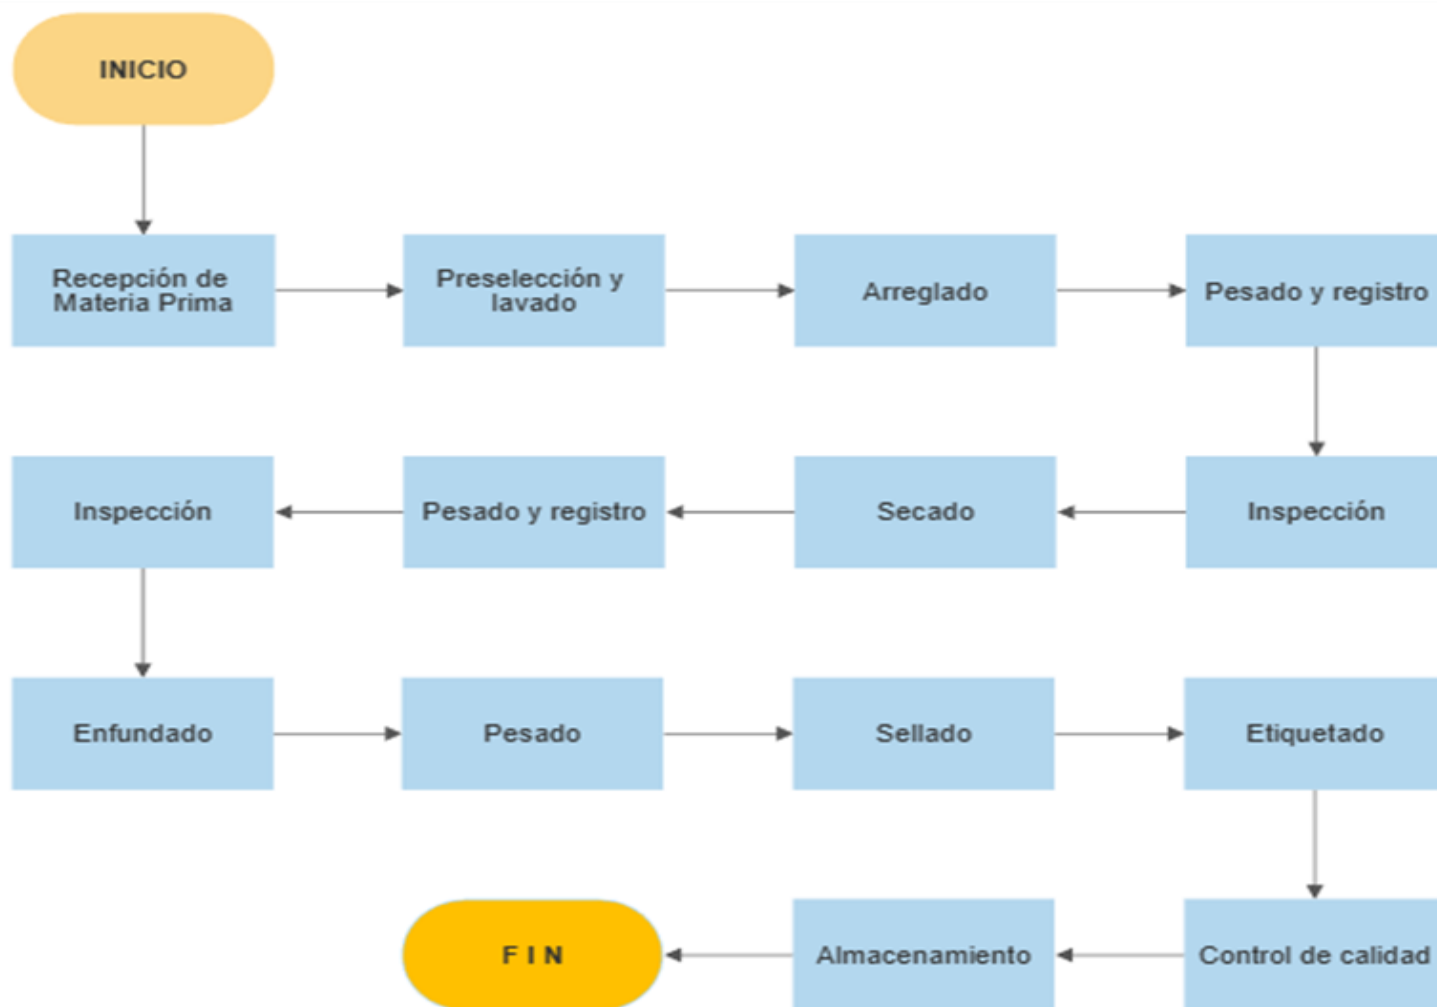 INICIO
Recepción de
Materia Prima
Preselección y
lavado
Arreglado
Pesado y registro
Inspección
Secado
Pesado y registro
Inspección
Enfundado
Pesado
Sellado
Etiquetado
Control de calidad
Almacenamiento
F I N